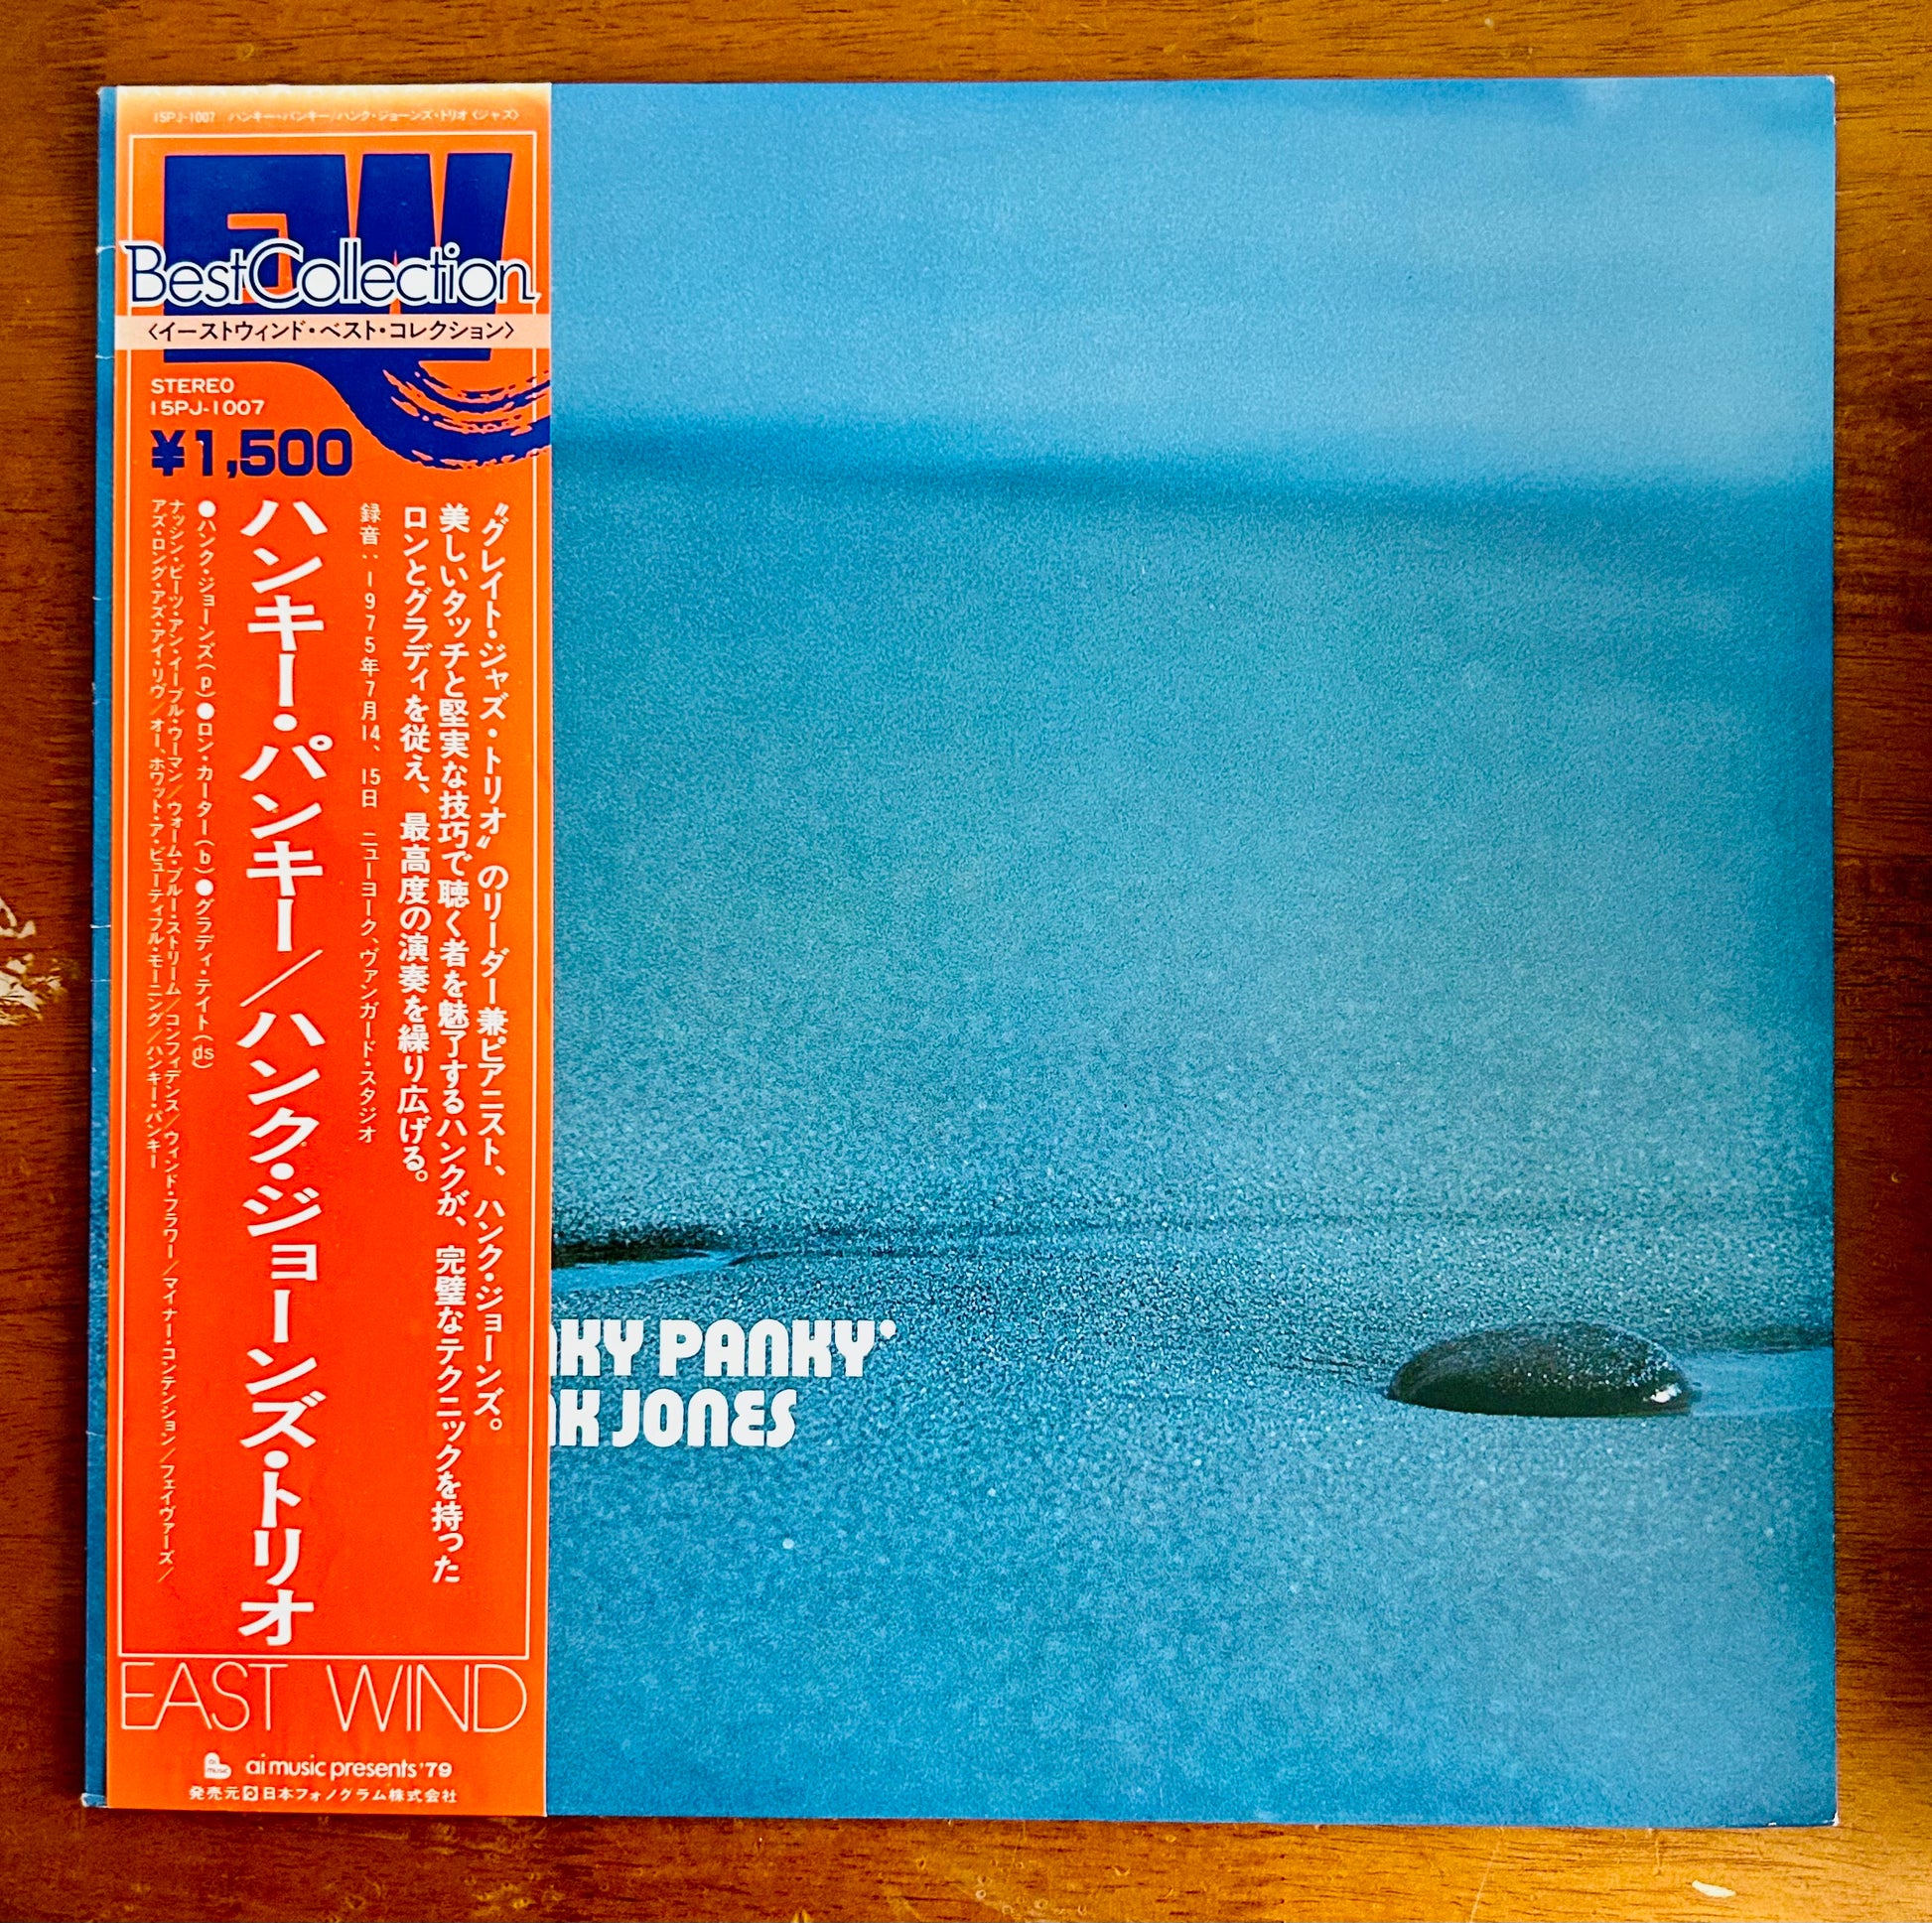 15PJ-1007 ハンキー・パンキー/ハンク・ジョーンズ・トリオ〈ジャズ〉
EW
Best Collection
〈イーストウィンド・ベスト・コレクション〉
STEREO
15PJ-1007
¥1,500
〝グレイト・ジャズ・トリオ〟のリーダー兼ピアニスト、ハンク・ジョーンズ。
美しいタッチと堅実な技巧で聴く者を魅了するハンクが、完璧なテクニックを持った
ロンとグラディを従え、最高度の演奏を繰り広げる。
録音：1975年7月14、15日 ニューヨーク、ヴァンガード・スタジオ
ハンキー・パンキー/ハンク・ジョーンズ・トリオ
●ハンク・ジョーンズ(p)●ロン・カーター(b)●グラディ・テイト(ds)
ナッシン・ビーツ・アン・イーブル・ウーマン/ウォーム・ブルー・ストリーム/コンフィデンス/ウィンド・フラワー/マイナー・コンテンション/フェイヴァーズ/
アズ・ロング・アズ・アイ・リヴ/オー、ホワット・ア・ビューティフル・モーニング/ハンキー・パンキー
EAST WIND
ai music
ai music presents '79
発売元 日本フォノグラム株式会社
NKY PANKY
NK JONES